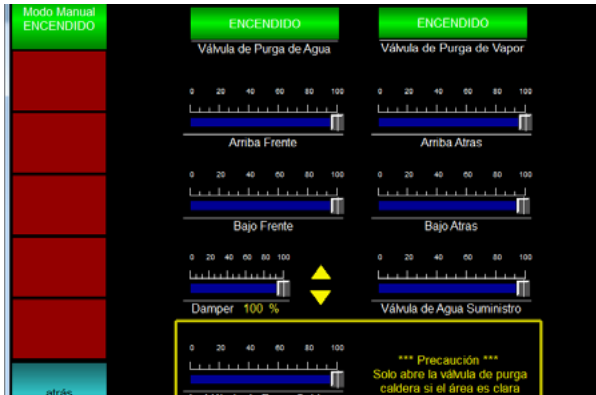 Modo Manual
ENCENDIDO
ENCENDIDO
ENCENDIDO
Válvula de Purga de Agua
Válvula de Purga de Vapor
0 20 40 60 80 100
0 20 40 60 80 100
Arriba Frente
Arriba Atras
0 20 40 60 80 100
0 20 40 60 80 100
Bajo Frente
Bajo Atras
0 20 40 60 80 100
0 20 40 60 80 100
Damper 100 %
Válvula de Agua Suministro
0 20 40 60 80 100
*** Precaución ***
Solo abre la válvula de purga
caldera si el área es clara
atrás